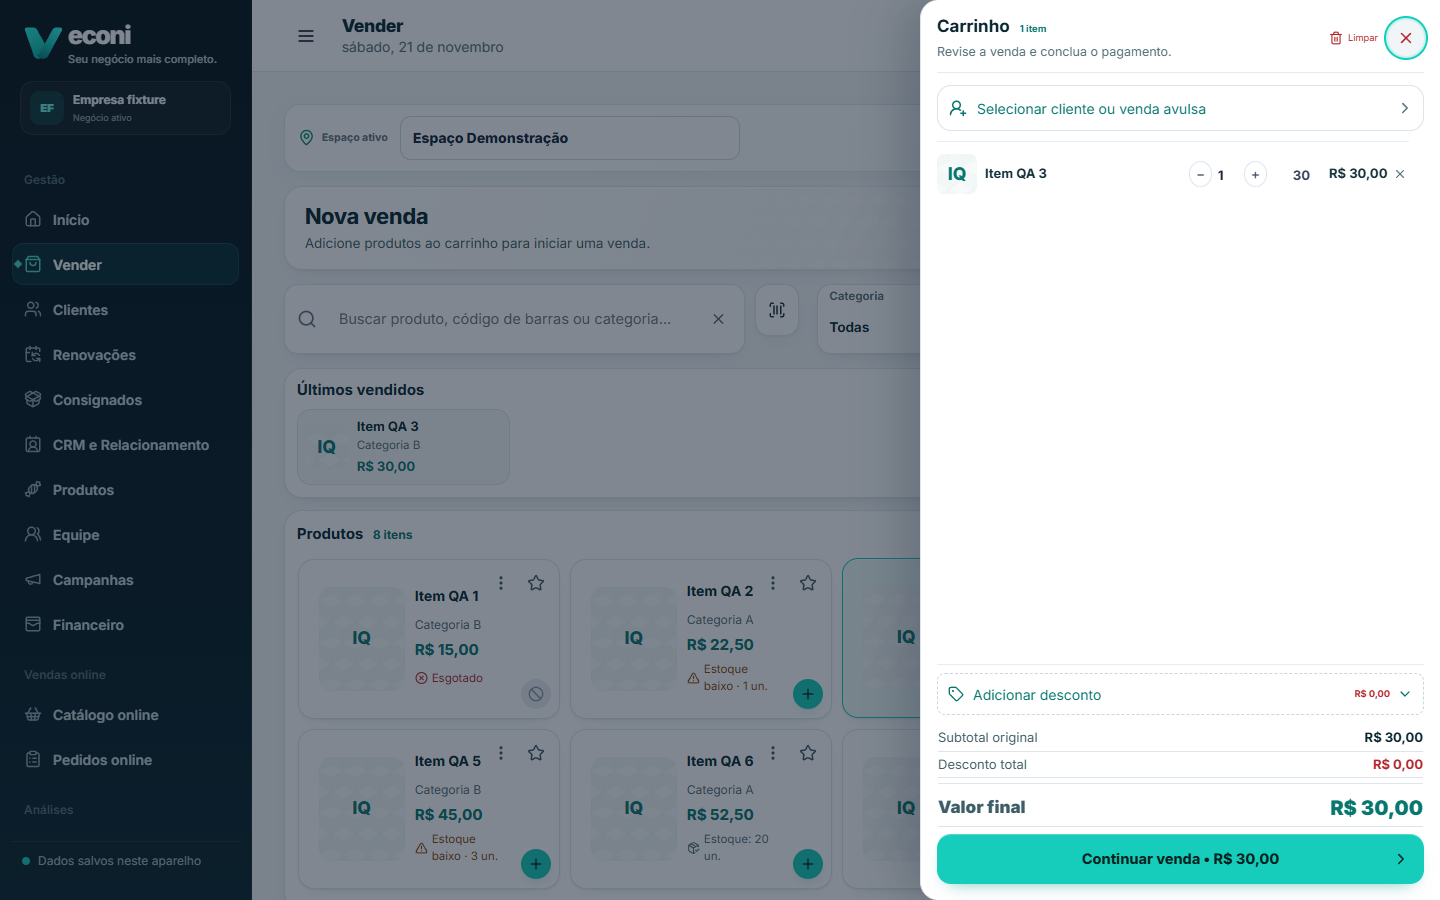 Veconi
Seu negócio mais completo.
EF
Empresa fixture
Negócio ativo
Gestão
Início
Vender
Clientes
Renovações
Consignados
CRM e Relacionamento
Produtos
Equipe
Campanhas
Financeiro
Vendas online
Catálogo online
Pedidos online
Análises
Dados salvos neste aparelho
Vender
sábado, 21 de novembro
Espaço ativo
Espaço Demonstração
Nova venda
Adicione produtos ao carrinho para iniciar uma venda.
Buscar produto, código de barras ou categoria...
Categoria
Todas
Últimos vendidos
IQ
Item QA 3
Categoria B
R$ 30,00
Produtos 8 itens
IQ
Item QA 1
Categoria B
R$ 15,00
Esgotado
IQ
Item QA 2
Categoria A
R$ 22,50
Estoque
baixo · 1 un.
IQ
IQ
Item QA 5
Categoria B
R$ 45,00
Estoque
baixo · 3 un.
IQ
Item QA 6
Categoria A
R$ 52,50
Estoque: 20
un.
IQ
Carrinho 1 item
Revise a venda e conclua o pagamento.
Limpar
Selecionar cliente ou venda avulsa
IQ
Item QA 3
− 1 + 30 R$ 30,00
Adicionar desconto R$ 0,00
Subtotal original R$ 30,00
Desconto total R$ 0,00
Valor final R$ 30,00
Continuar venda • R$ 30,00